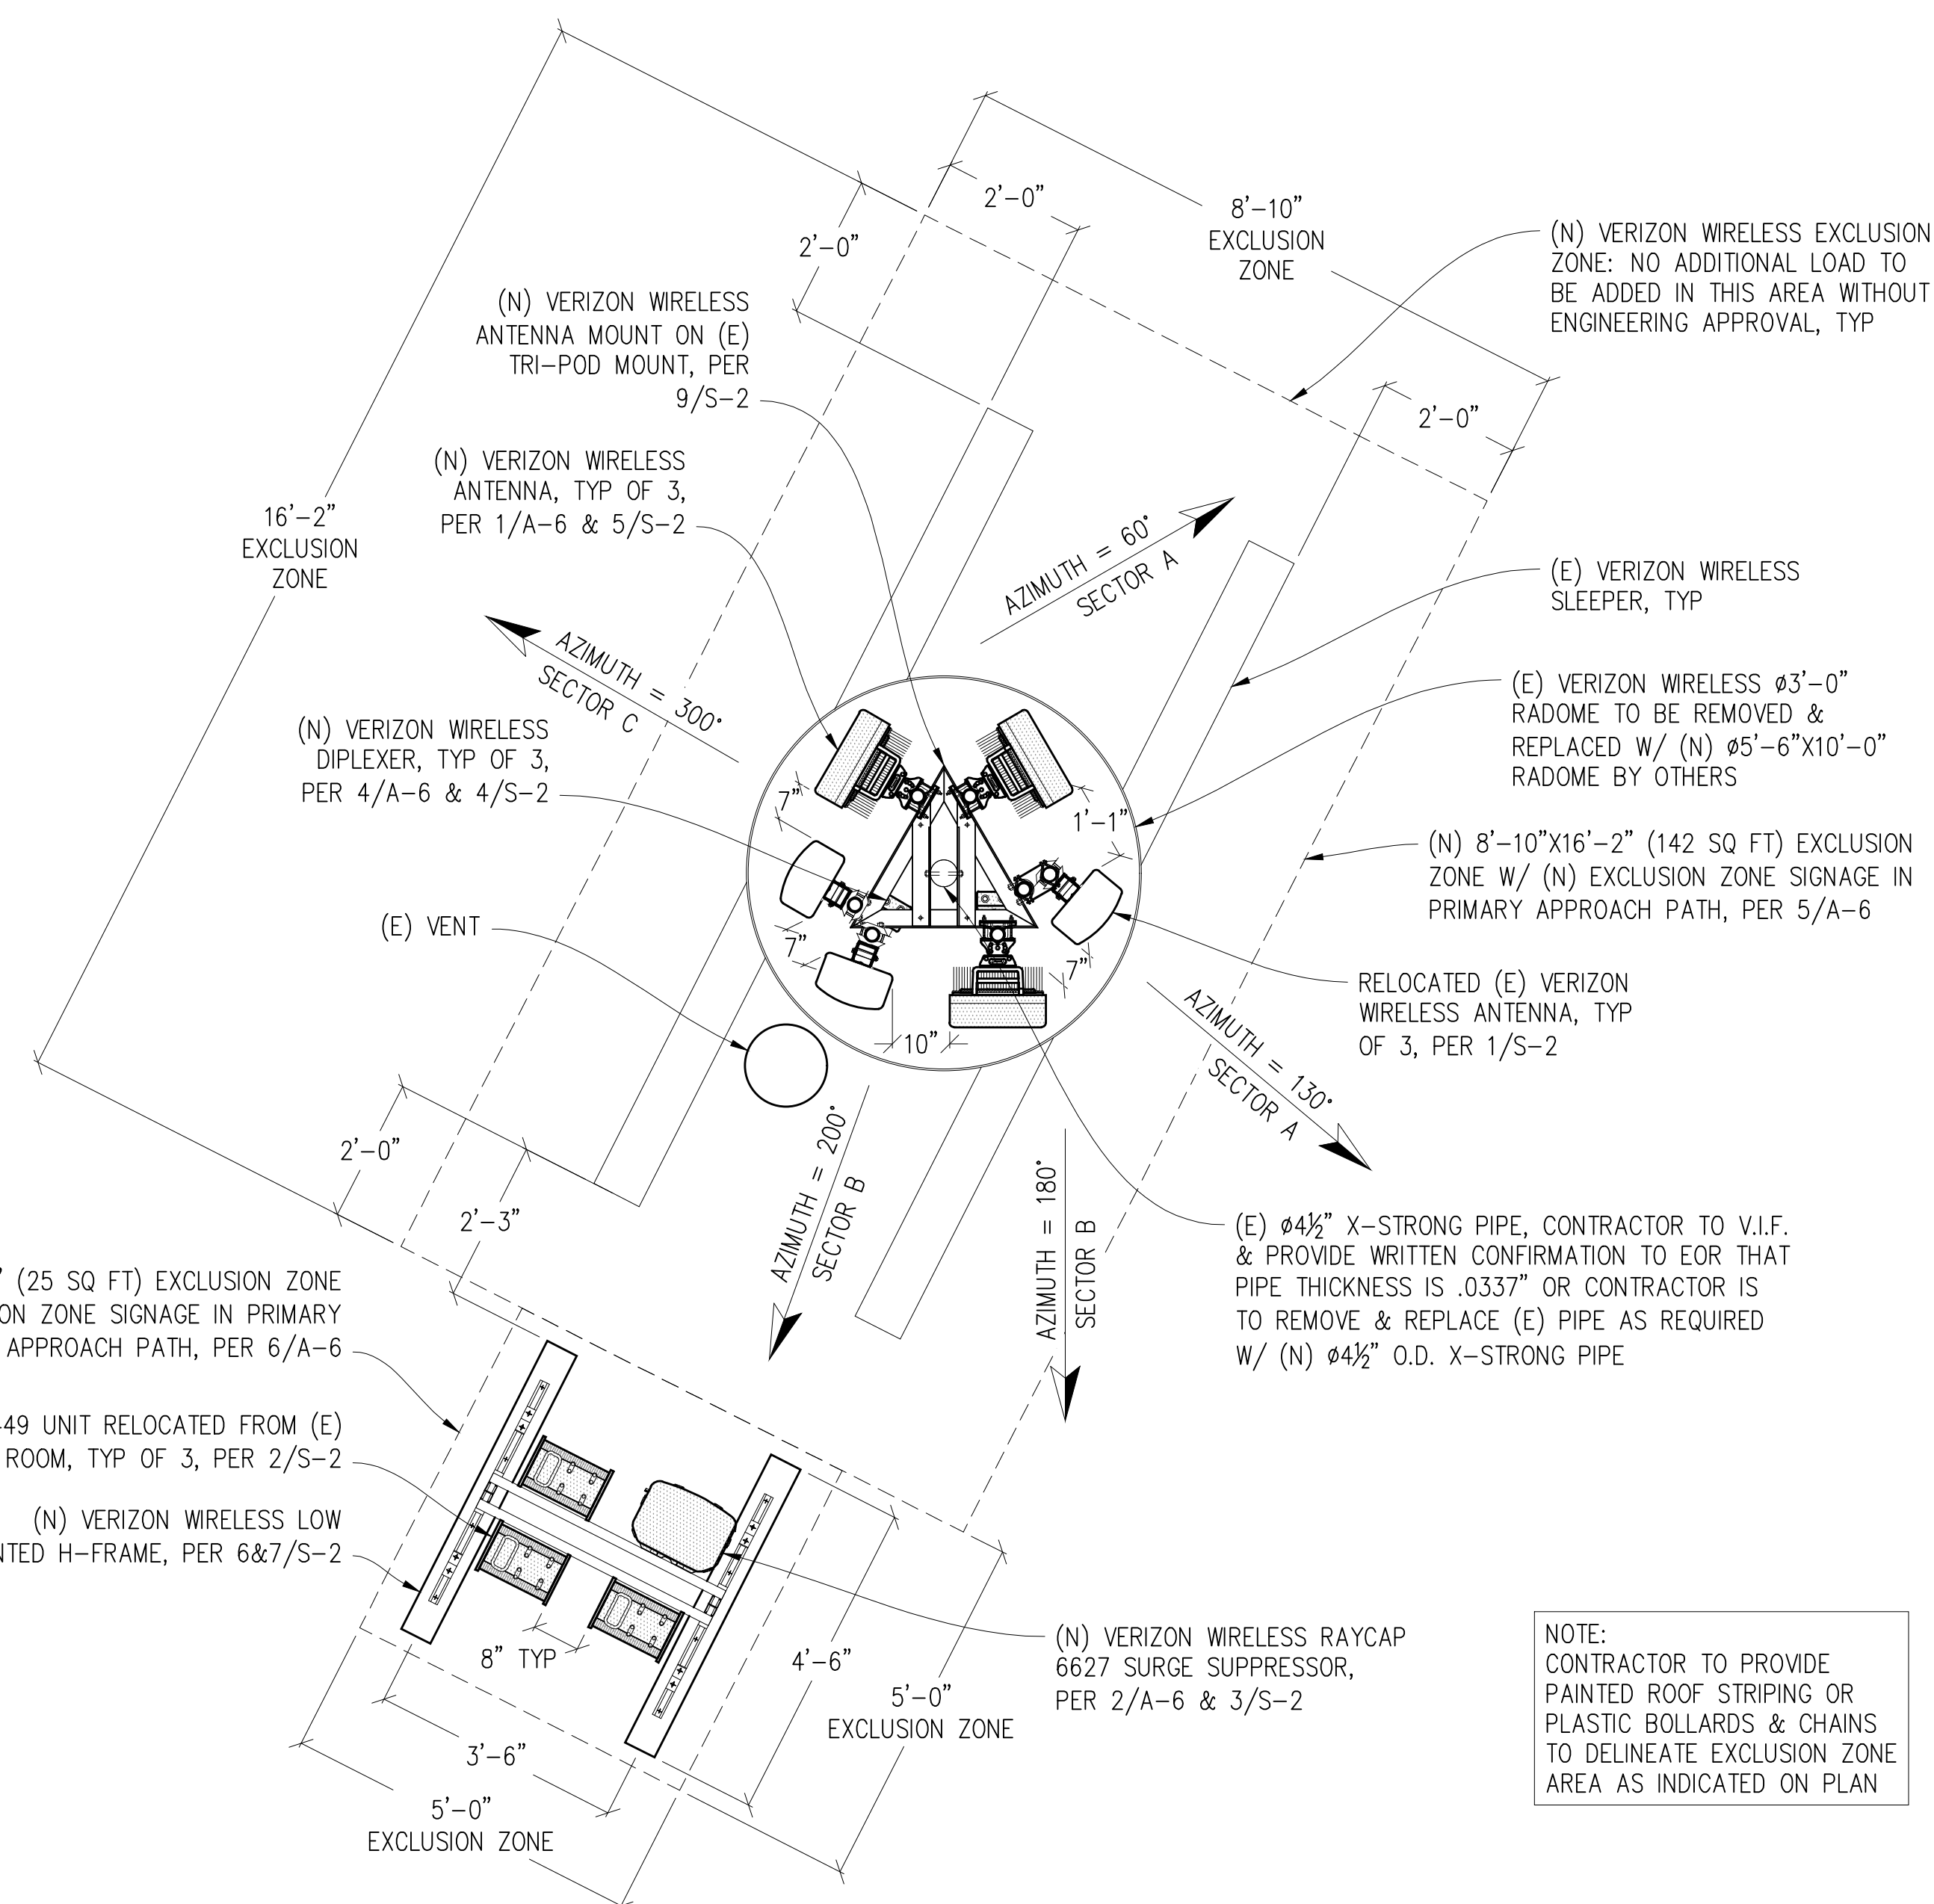 8'-10"
EXCLUSION
ZONE
2'-0"
2'-0"
(N) VERIZON WIRELESS EXCLUSION
ZONE: NO ADDITIONAL LOAD TO
BE ADDED IN THIS AREA WITHOUT
ENGINEERING APPROVAL, TYP
(N) VERIZON WIRELESS
ANTENNA MOUNT ON (E)
TRI-POD MOUNT, PER
9/S-2
2'-0"
(N) VERIZON WIRELESS
ANTENNA, TYP OF 3,
PER 1/A-6 & 5/S-2
16'-2"
EXCLUSION
ZONE
AZIMUTH = 60°
SECTOR A
(E) VERIZON WIRELESS
SLEEPER, TYP
AZIMUTH = 300°
SECTOR C
(E) VERIZON WIRELESS ø3'-0"
RADOME TO BE REMOVED &
REPLACED W/ (N) ø5'-6"X10'-0"
RADOME BY OTHERS
(N) VERIZON WIRELESS
DIPLEXER, TYP OF 3,
PER 4/A-6 & 4/S-2
7"
1'-1"
(N) 8'-10"X16'-2" (142 SQ FT) EXCLUSION
ZONE W/ (N) EXCLUSION ZONE SIGNAGE IN
PRIMARY APPROACH PATH, PER 5/A-6
(E) VENT
7"
7"
10"
RELOCATED (E) VERIZON
WIRELESS ANTENNA, TYP
OF 3, PER 1/S-2
AZIMUTH = 130°
SECTOR A
2'-0"
2'-3"
AZIMUTH = 200°
SECTOR B
AZIMUTH = 180°
SECTOR B
(E) ø4½" X-STRONG PIPE, CONTRACTOR TO V.I.F.
& PROVIDE WRITTEN CONFIRMATION TO EOR THAT
PIPE THICKNESS IS .0337" OR CONTRACTOR IS
TO REMOVE & REPLACE (E) PIPE AS REQUIRED
W/ (N) ø4½" O.D. X-STRONG PIPE
(25 SQ FT) EXCLUSION ZONE
ZONE SIGNAGE IN PRIMARY
APPROACH PATH, PER 6/A-6
49 UNIT RELOCATED FROM (E)
ROOM, TYP OF 3, PER 2/S-2
(N) VERIZON WIRELESS LOW
H-FRAME, PER 6&7/S-2
8" TYP
(N) VERIZON WIRELESS RAYCAP
6627 SURGE SUPPRESSOR,
PER 2/A-6 & 3/S-2
4'-6"
5'-0"
EXCLUSION ZONE
3'-6"
5'-0"
EXCLUSION ZONE
NOTE:
CONTRACTOR TO PROVIDE
PAINTED ROOF STRIPING OR
PLASTIC BOLLARDS & CHAINS
TO DELINEATE EXCLUSION ZONE
AREA AS INDICATED ON PLAN